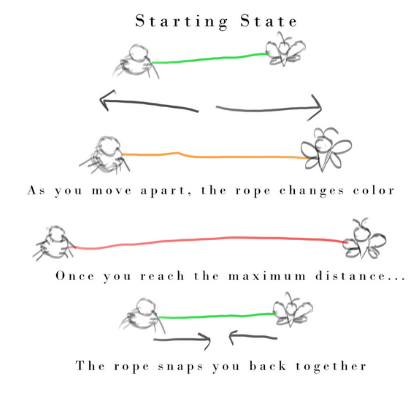 Starting State
As you move apart, the rope changes color
Once you reach the maximum distance...
The rope snaps you back together